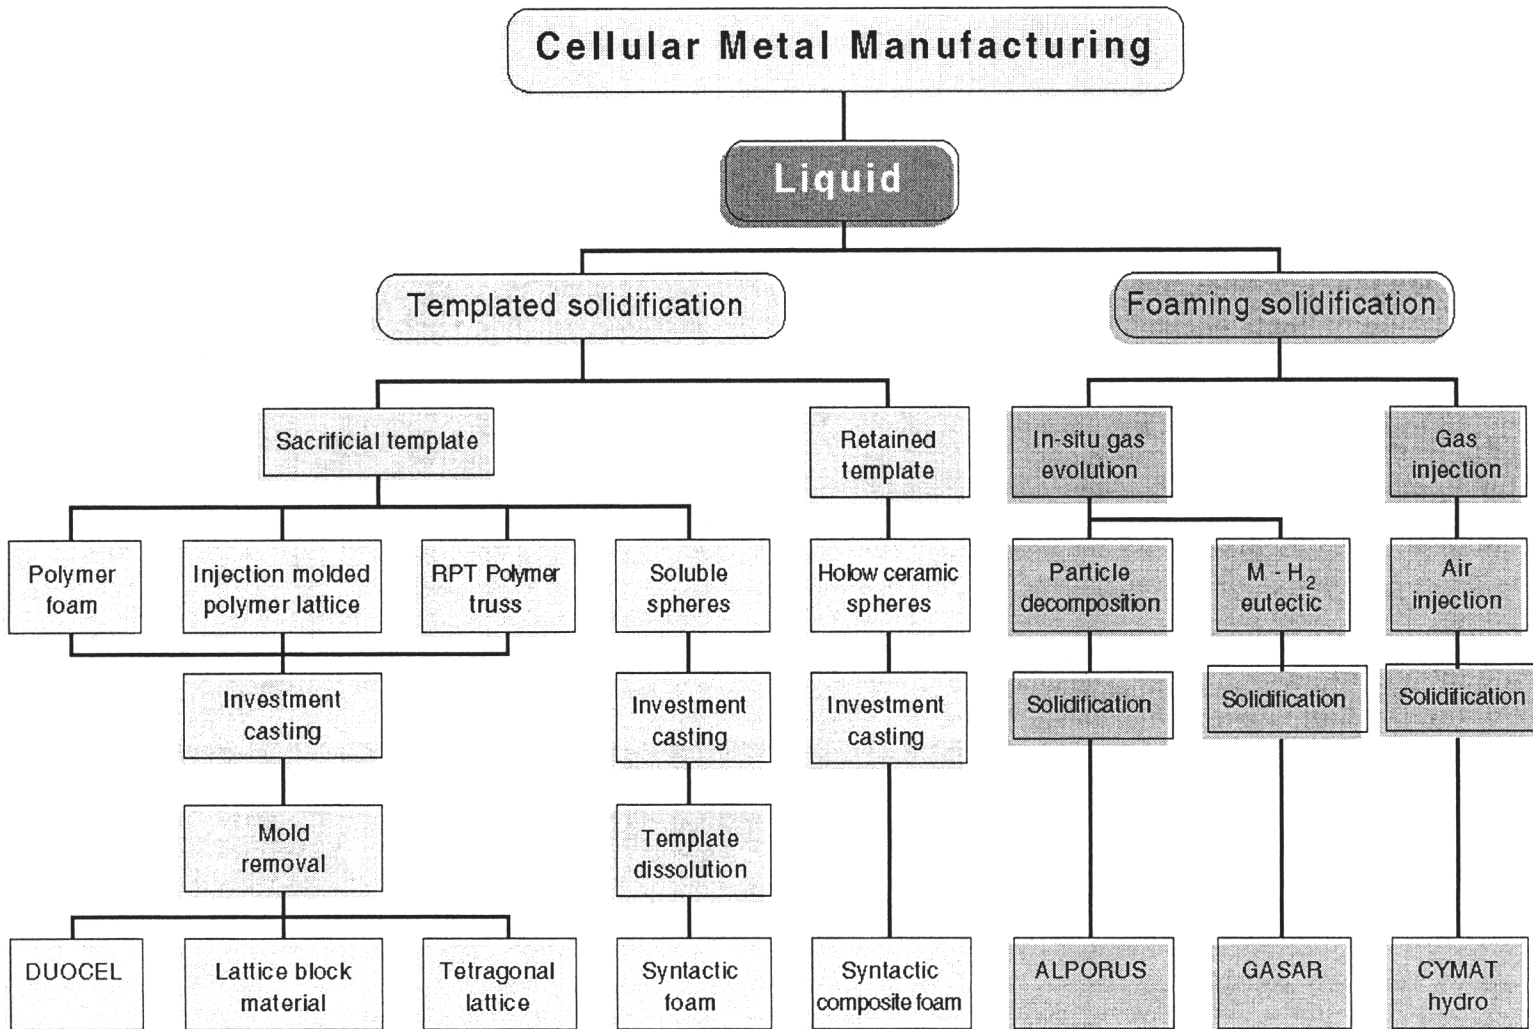 Cellular Metal Manufacturing
Liquid
Templated solidification
Foaming solidification
Sacrificial template
Retained
template
In-situ gas
evolution
Gas
injection
Polymer
foam
Injection molded
polymer lattice
RPT Polymer
truss
Soluble
spheres
Holow ceramic
spheres
Particle
decomposition
M - H₂
eutectic
Air
injection
Investment
casting
Investment
casting
Investment
casting
Solidification
Solidification
Solidification
Mold
removal
Template
dissolution
DUOCEL
Lattice block
material
Tetragonal
lattice
Syntactic
foam
Syntactic
composite foam
ALPORUS
GASAR
CYMAT
hydro